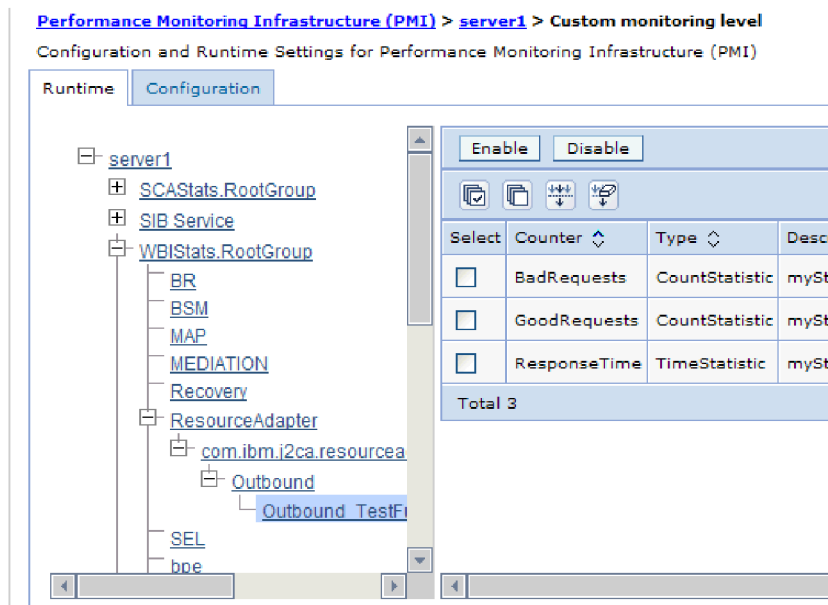 Performance Monitoring Infrastructure (PMI) > server1 > Custom monitoring level
Configuration and Runtime Settings for Performance Monitoring Infrastructure (PMI)
Runtime Configuration
server1
SCAStats.RootGroup
SIB Service
WBIStats.RootGroup
BR
BSM
MAP
MEDIATION
Recovery
ResourceAdapter
com.ibm.j2ca.resourcea
Outbound
Outbound_TestF
SEL
bpe
Enable Disable
Select Counter Type Desc
BadRequests CountStatistic mySt
GoodRequests CountStatistic mySt
ResponseTime TimeStatistic mySt
Total 3